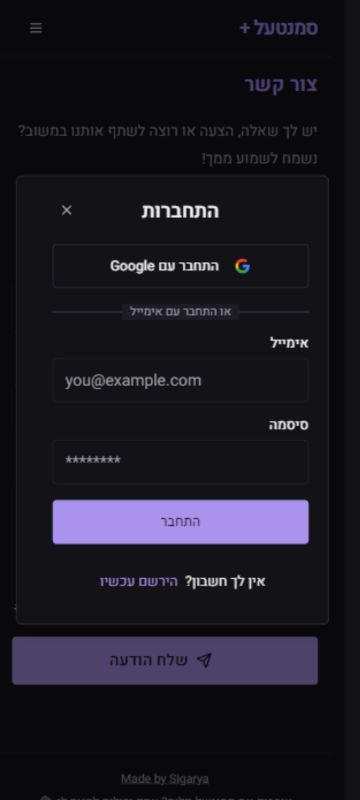 סמנטעל +
צור קשר
יש לך שאלה, הצעה או רוצה לשתף אותנו במשוב?
נשמח לשמוע ממך!
התחברות
התחבר עם Google
או התחבר עם אימייל
אימייל
you@example.com
סיסמה
********
התחבר
אין לך חשבון? הירשם עכשיו
שלח הודעה
Made by Sigarya